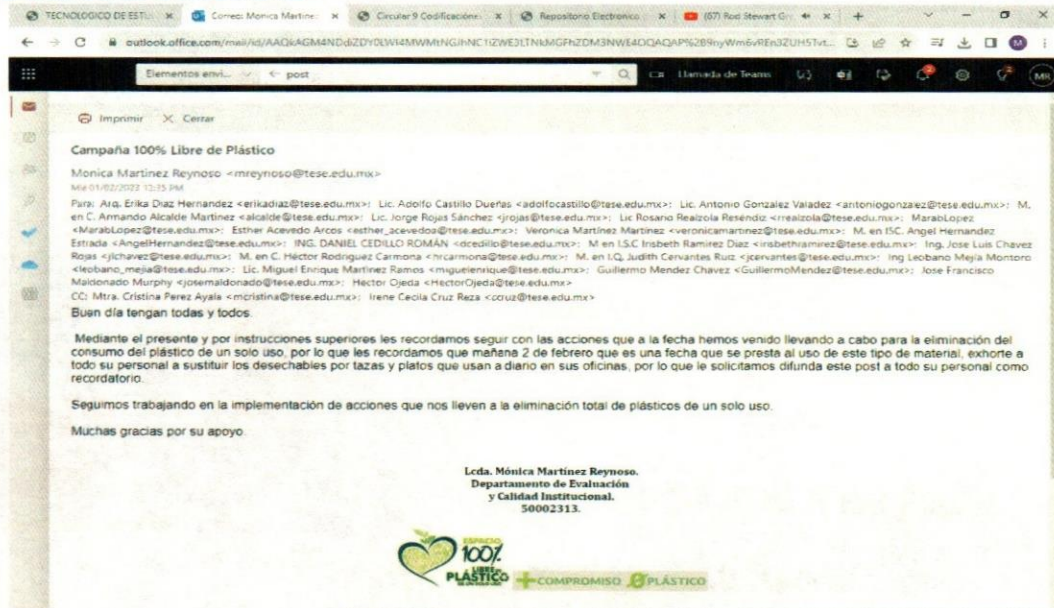 TECNOLOGICO DE ESTU
Correo: Monica Martine
Circular 9 Codificacione
Repositorio Electronico
(67) Rod Stewart Gr
outlook.office.com/mail/id/
Elementos envi...
post
Llamada de Teams
MR
Imprimir
Cerrar
Campaña 100% Libre de Plástico
Monica Martinez Reynoso <mreynoso@tese.edu.mx>
Mié 01/02/2023 12:35 PM
Para: Arq. Erika Diaz Hernandez <erikadiaz@tese.edu.mx>; Lic. Adolfo Castillo Dueñas <adolfocastillo@tese.edu.mx>; Lic. Antonio Gonzalez Valadez <antoniogonzalez@tese.edu.mx>; M.
en C. Armando Alcalde Martinez <alcalde@tese.edu.mx>; Lic. Jorge Rojas Sánchez <jrojas@tese.edu.mx>; Lic Rosario Realzola Reséndiz <rrealzola@tese.edu.mx>; MarabLopez
<MarabLopez@tese.edu.mx>; Esther Acevedo Arcos <esther_acevedoa@tese.edu.mx>; Veronica Martínez Martínez <veronicamartinez@tese.edu.mx>; M. en ISC. Angel Hernandez
Estrada <AngelHernandez@tese.edu.mx>; ING. DANIEL CEDILLO ROMÁN <dcedillo@tese.edu.mx>; M en I.S.C Irisbeth Ramirez Diaz <irisbethramirez@tese.edu.mx>; Ing. Jose Luis Chavez
Rojas <jlchavez@tese.edu.mx>; M. en C. Héctor Rodriguez Carmona <hrcarmona@tese.edu.mx>; M. en I.Q. Judith Cervantes Ruiz <jcervantes@tese.edu.mx>; Ing Leobano Mejía Montoro
<leobano_mejia@tese.edu.mx>; Lic. Miguel Enrique Martinez Ramos <miguelenrique@tese.edu.mx>; Guillermo Mendez Chavez <GuillermoMendez@tese.edu.mx>; Jose Francisco
Maldonado Murphy <josemaldonado@tese.edu.mx>; Hector Ojeda <HectorOjeda@tese.edu.mx>
CC: Mtra. Cristina Perez Ayala <mcristina@tese.edu.mx>; Irene Cecila Cruz Reza <ccruz@tese.edu.mx>
Buen día tengan todas y todos.
Mediante el presente y por instrucciones superiores les recordamos seguir con las acciones que a la fecha hemos venido llevando a cabo para la eliminación del
consumo del plástico de un solo uso, por lo que les recordamos que mañana 2 de febrero que es una fecha que se presta al uso de este tipo de material, exhorte a
todo su personal a sustituir los desechables por tazas y platos que usan a diario en sus oficinas, por lo que le solicitamos difunda este post a todo su personal como
recordatorio.
Seguimos trabajando en la implementación de acciones que nos lleven a la eliminación total de plásticos de un solo uso.
Muchas gracias por su apoyo.
Lcda. Mónica Martínez Reynoso.
Departamento de Evaluación
y Calidad Institucional.
50002313.
ESPACIO
100%
LIBRE DE
PLÁSTICO
DE UN SOLO USO
+COMPROMISO 0 PLÁSTICO